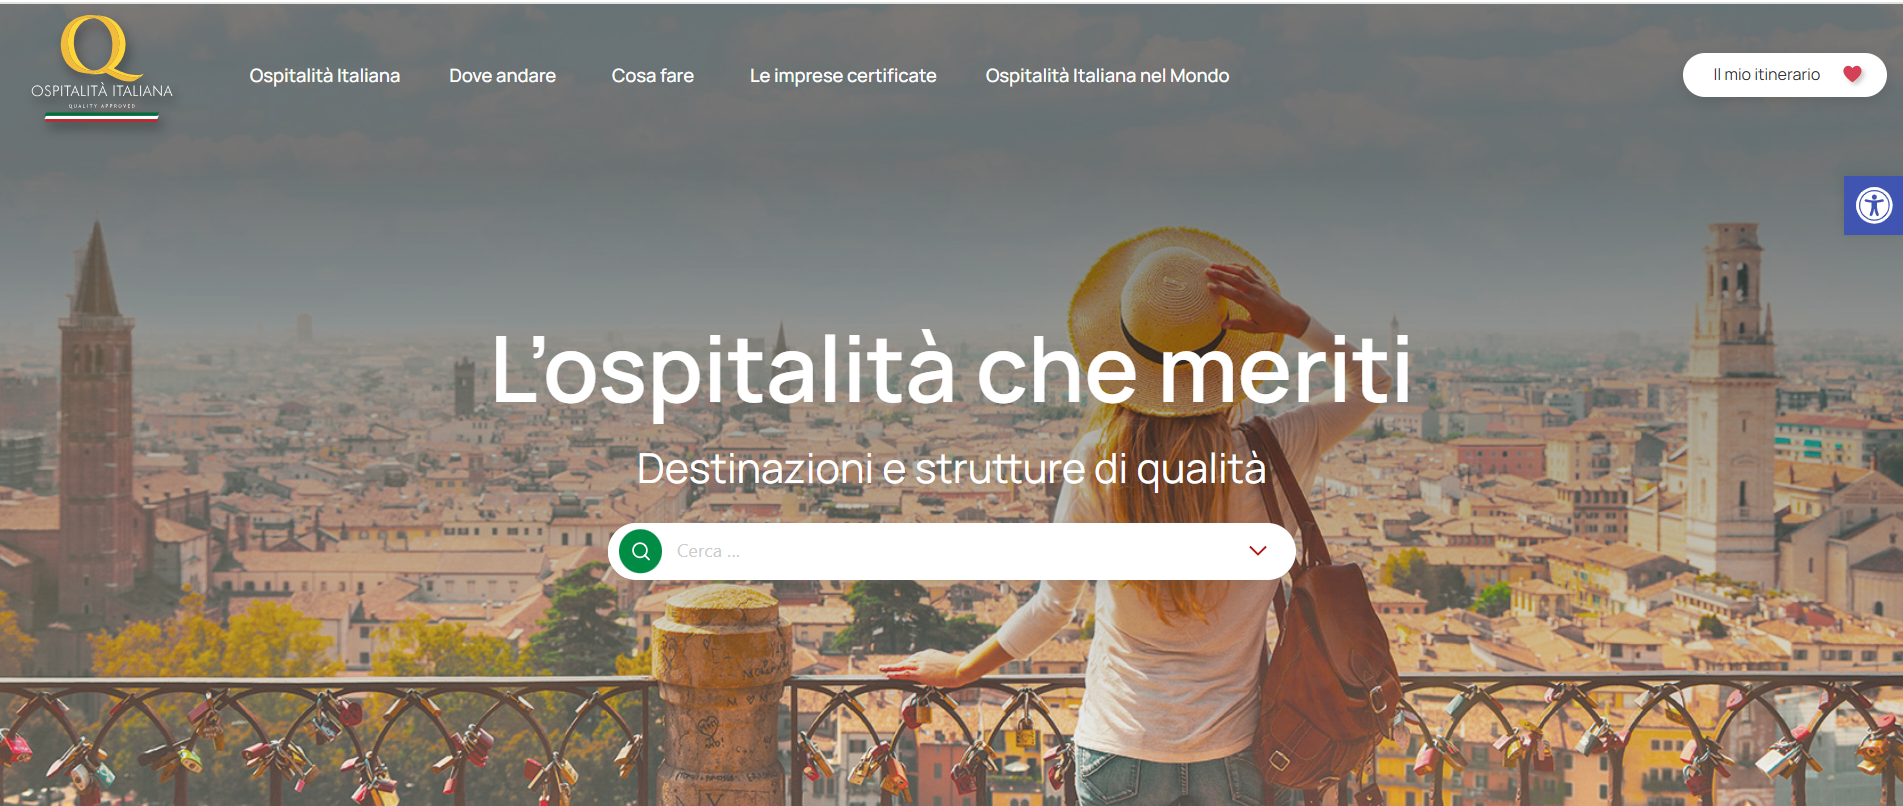 OSPITALITÀ ITALIANA
QUALITY APPROVED
Ospitalità Italiana
Dove andare
Cosa fare
Le imprese certificate
Ospitalità Italiana nel Mondo
Il mio itinerario
L’ospitalità che meriti
Destinazioni e strutture di qualità
Cerca ...